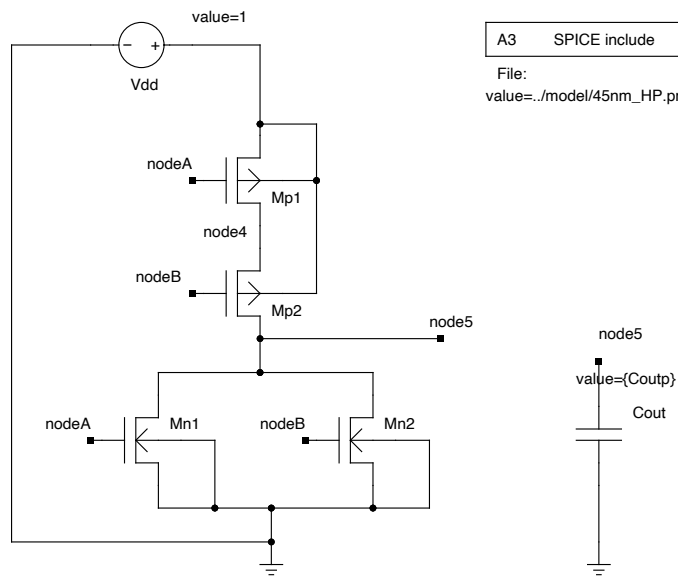 value=1
A3 SPICE include
Vdd
File:
value=../model/45nm_HP.pr
nodeA
Mp1
node4
nodeB
Mp2
node5
node5
value={Coutp}
Cout
nodeA
Mn1
nodeB
Mn2